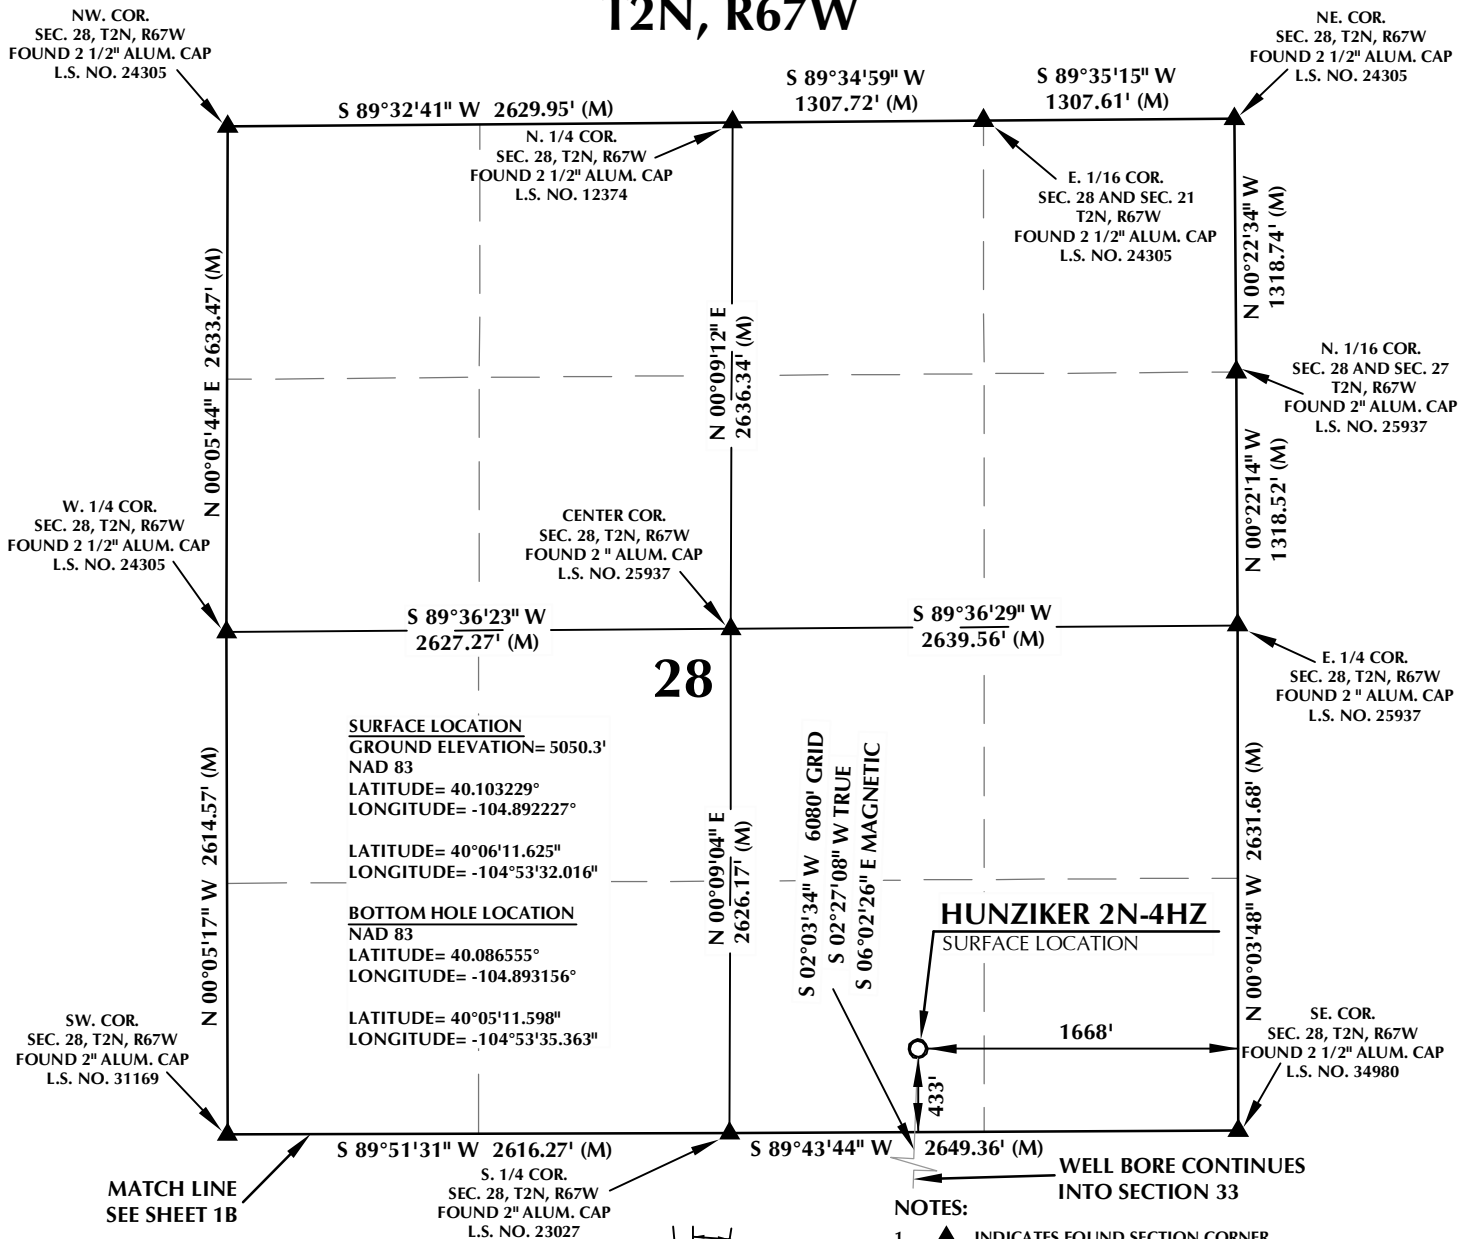 T2N, R67W
NW. COR.
SEC. 28, T2N, R67W
FOUND 2 1/2" ALUM. CAP
L.S. NO. 24305
NE. COR.
SEC. 28, T2N, R67W
FOUND 2 1/2" ALUM. CAP
L.S. NO. 24305
S 89°32'41" W 2629.95' (M)
S 89°34'59" W
1307.72' (M)
S 89°35'15" W
1307.61' (M)
N. 1/4 COR.
SEC. 28, T2N, R67W
FOUND 2 1/2" ALUM. CAP
L.S. NO. 12374
E. 1/16 COR.
SEC. 28 AND SEC. 21
T2N, R67W
FOUND 2 1/2" ALUM. CAP
L.S. NO. 24305
N 00°05'44" E 2633.47' (M)
N 00°09'12" E
2636.34' (M)
N 00°22'34" W
1318.74' (M)
N. 1/16 COR.
SEC. 28 AND SEC. 27
T2N, R67W
FOUND 2" ALUM. CAP
L.S. NO. 25937
N 00°22'14" W
1318.52' (M)
W. 1/4 COR.
SEC. 28, T2N, R67W
FOUND 2 1/2" ALUM. CAP
L.S. NO. 24305
CENTER COR.
SEC. 28, T2N, R67W
FOUND 2 " ALUM. CAP
L.S. NO. 25937
S 89°36'23" W
2627.27' (M)
S 89°36'29" W
2639.56' (M)
28
E. 1/4 COR.
SEC. 28, T2N, R67W
FOUND 2 " ALUM. CAP
L.S. NO. 25937
SURFACE LOCATION
GROUND ELEVATION= 5050.3'
NAD 83
LATITUDE= 40.103229°
LONGITUDE= -104.892227°
LATITUDE= 40°06'11.625"
LONGITUDE= -104°53'32.016"
BOTTOM HOLE LOCATION
NAD 83
LATITUDE= 40.086555°
LONGITUDE= -104.893156°
LATITUDE= 40°05'11.598"
LONGITUDE= -104°53'35.363"
N 00°05'17" W 2614.57' (M)
N 00°09'04" E
2626.17' (M)
S 02°03'34" W 6080' GRID
S 02°27'08" W TRUE
S 06°02'26" E MAGNETIC
N 00°03'48" W 2631.68' (M)
HUNZIKER 2N-4HZ
SURFACE LOCATION
1668'
433'
SW. COR.
SEC. 28, T2N, R67W
FOUND 2" ALUM. CAP
L.S. NO. 31169
SE. COR.
SEC. 28, T2N, R67W
FOUND 2 1/2" ALUM. CAP
L.S. NO. 34980
S 89°51'31" W 2616.27' (M)
S 89°43'44" W 2649.36' (M)
MATCH LINE
SEE SHEET 1B
S. 1/4 COR.
SEC. 28, T2N, R67W
FOUND 2" ALUM. CAP
L.S. NO. 23027
WELL BORE CONTINUES
INTO SECTION 33
NOTES:
1. ▲ INDICATES FOUND SECTION CORNER